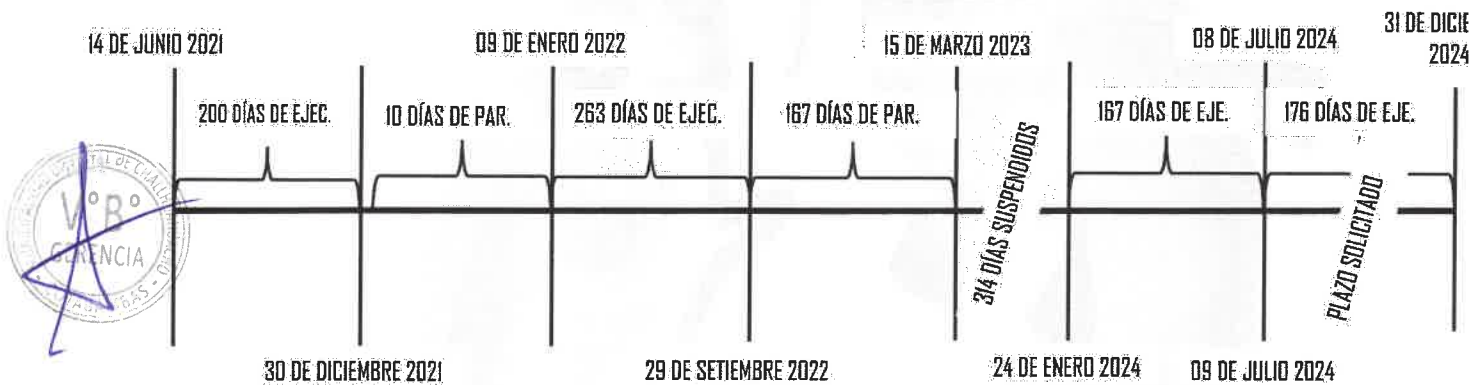 14 DE JUNIO 2021
09 DE ENERO 2022
15 DE MARZO 2023
08 DE JULIO 2024
31 DE DICIE
2024
200 DÍAS DE EJEC.
10 DÍAS DE PAR.
263 DÍAS DE EJEC.
167 DÍAS DE PAR.
314 DÍAS SUSPENDIDOS
167 DÍAS DE EJE.
176 DÍAS DE EJE.
PLAZO SOLICITADO
V°B°
GERENCIA
30 DE DICIEMBRE 2021
29 DE SETIEMBRE 2022
24 DE ENERO 2024
09 DE JULIO 2024